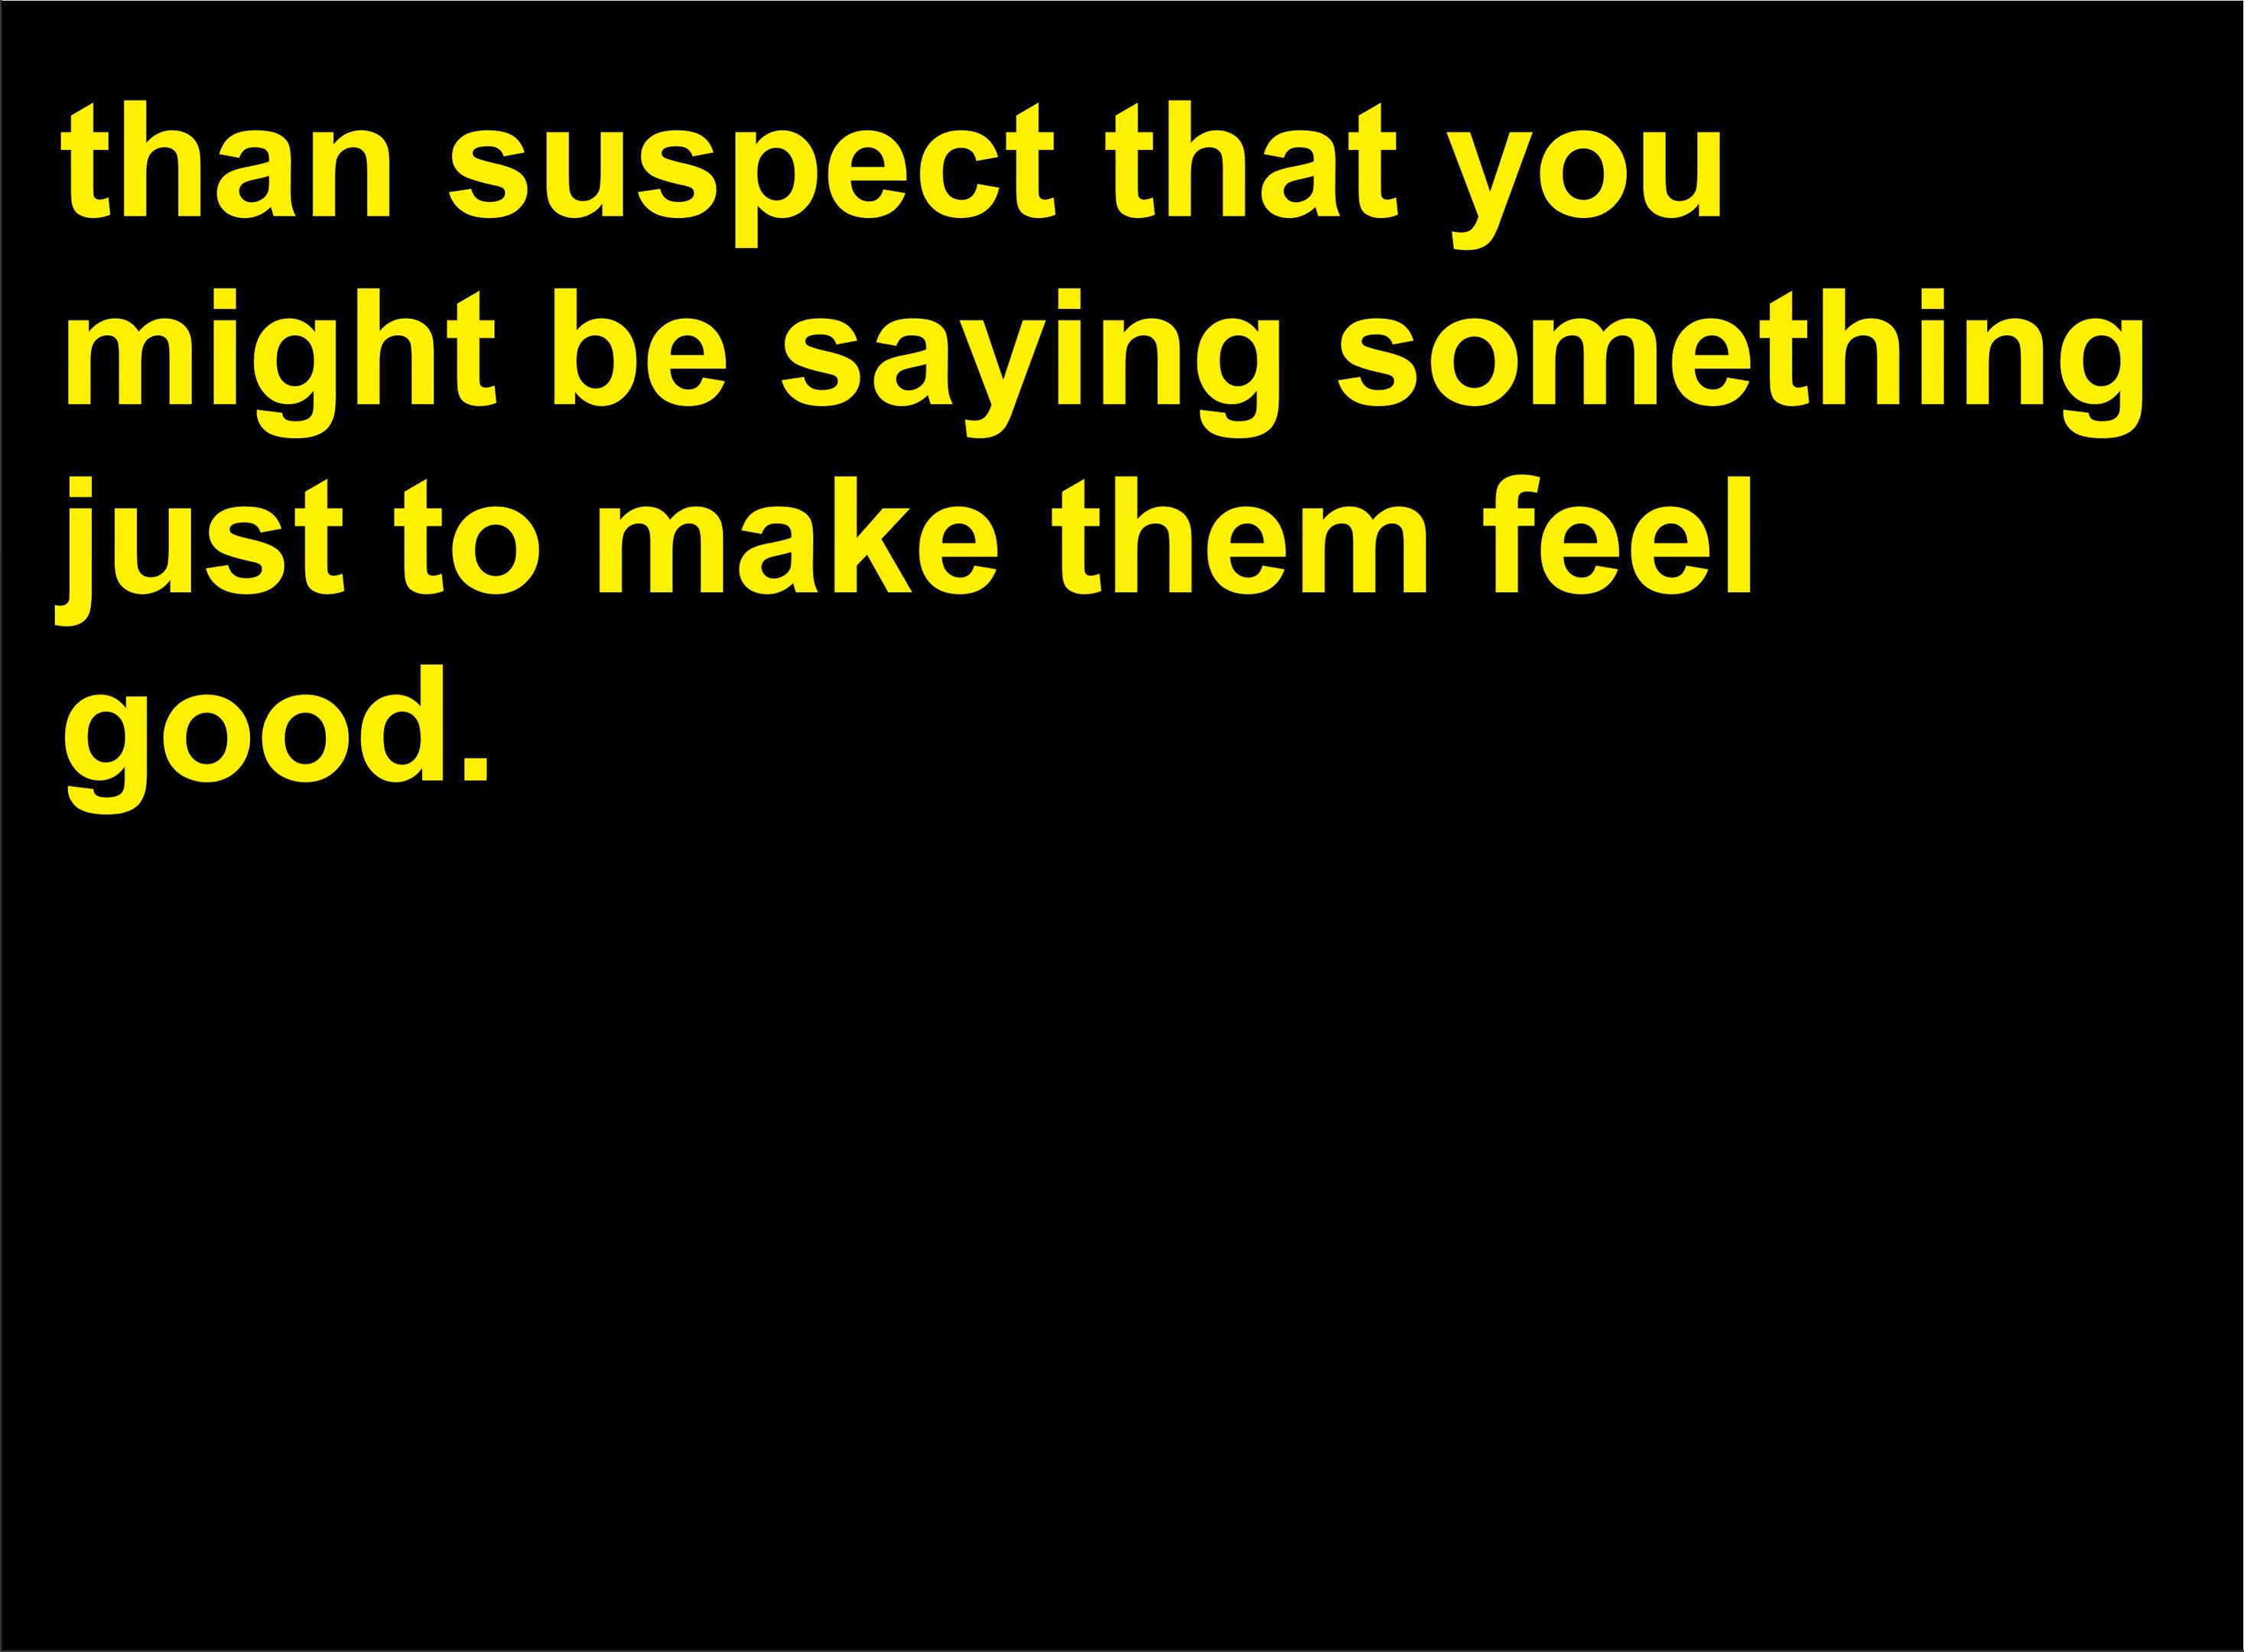 than suspect that you
might be saying something
just to make them feel
good.